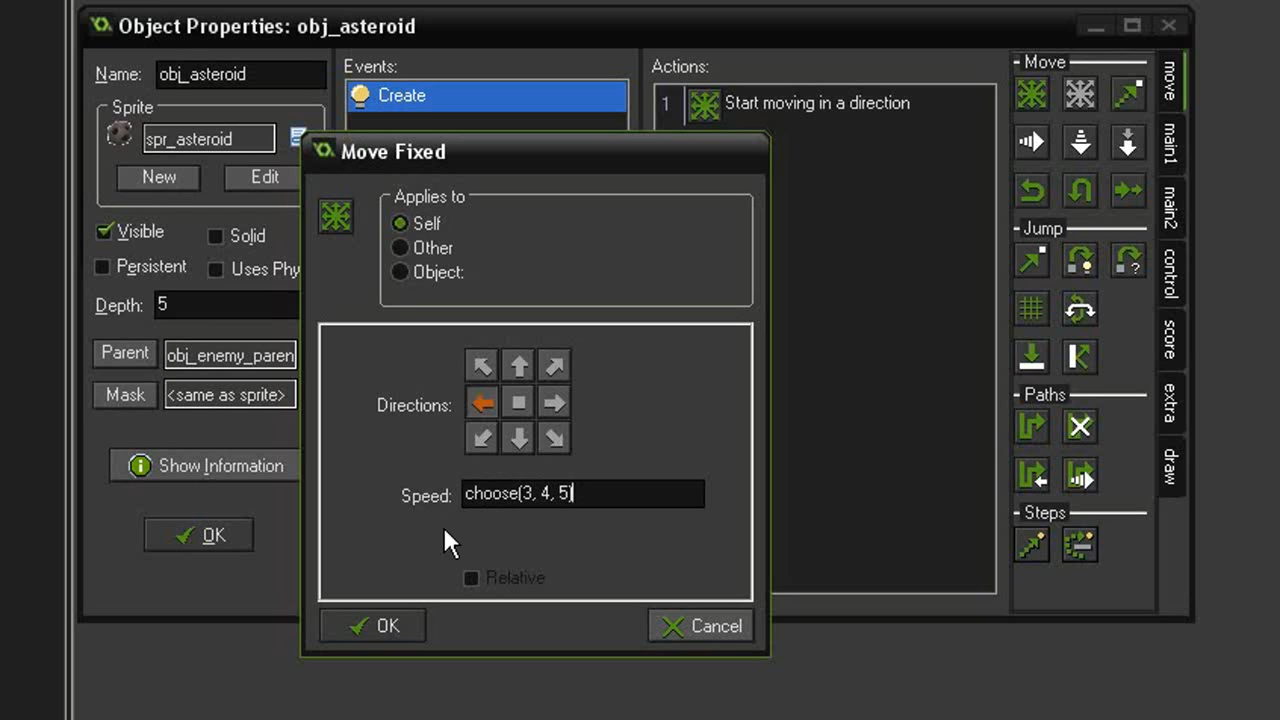 Object Properties: obj_asteroid
Name: obj_asteroid
Sprite
spr_asteroid
New Edit
Visible Solid
Persistent Uses Phy
Depth: 5
Parent obj_enemy_paren
Mask <same as sprite>
Show Information
OK
Events:
Create
Actions:
1 Start moving in a direction
Move Fixed
Applies to
Self
Other
Object:
Directions:
Speed: choose(3, 4, 5)
Relative
OK Cancel
Move
Jump
Paths
Steps
move
main1
main2
control
score
extra
draw